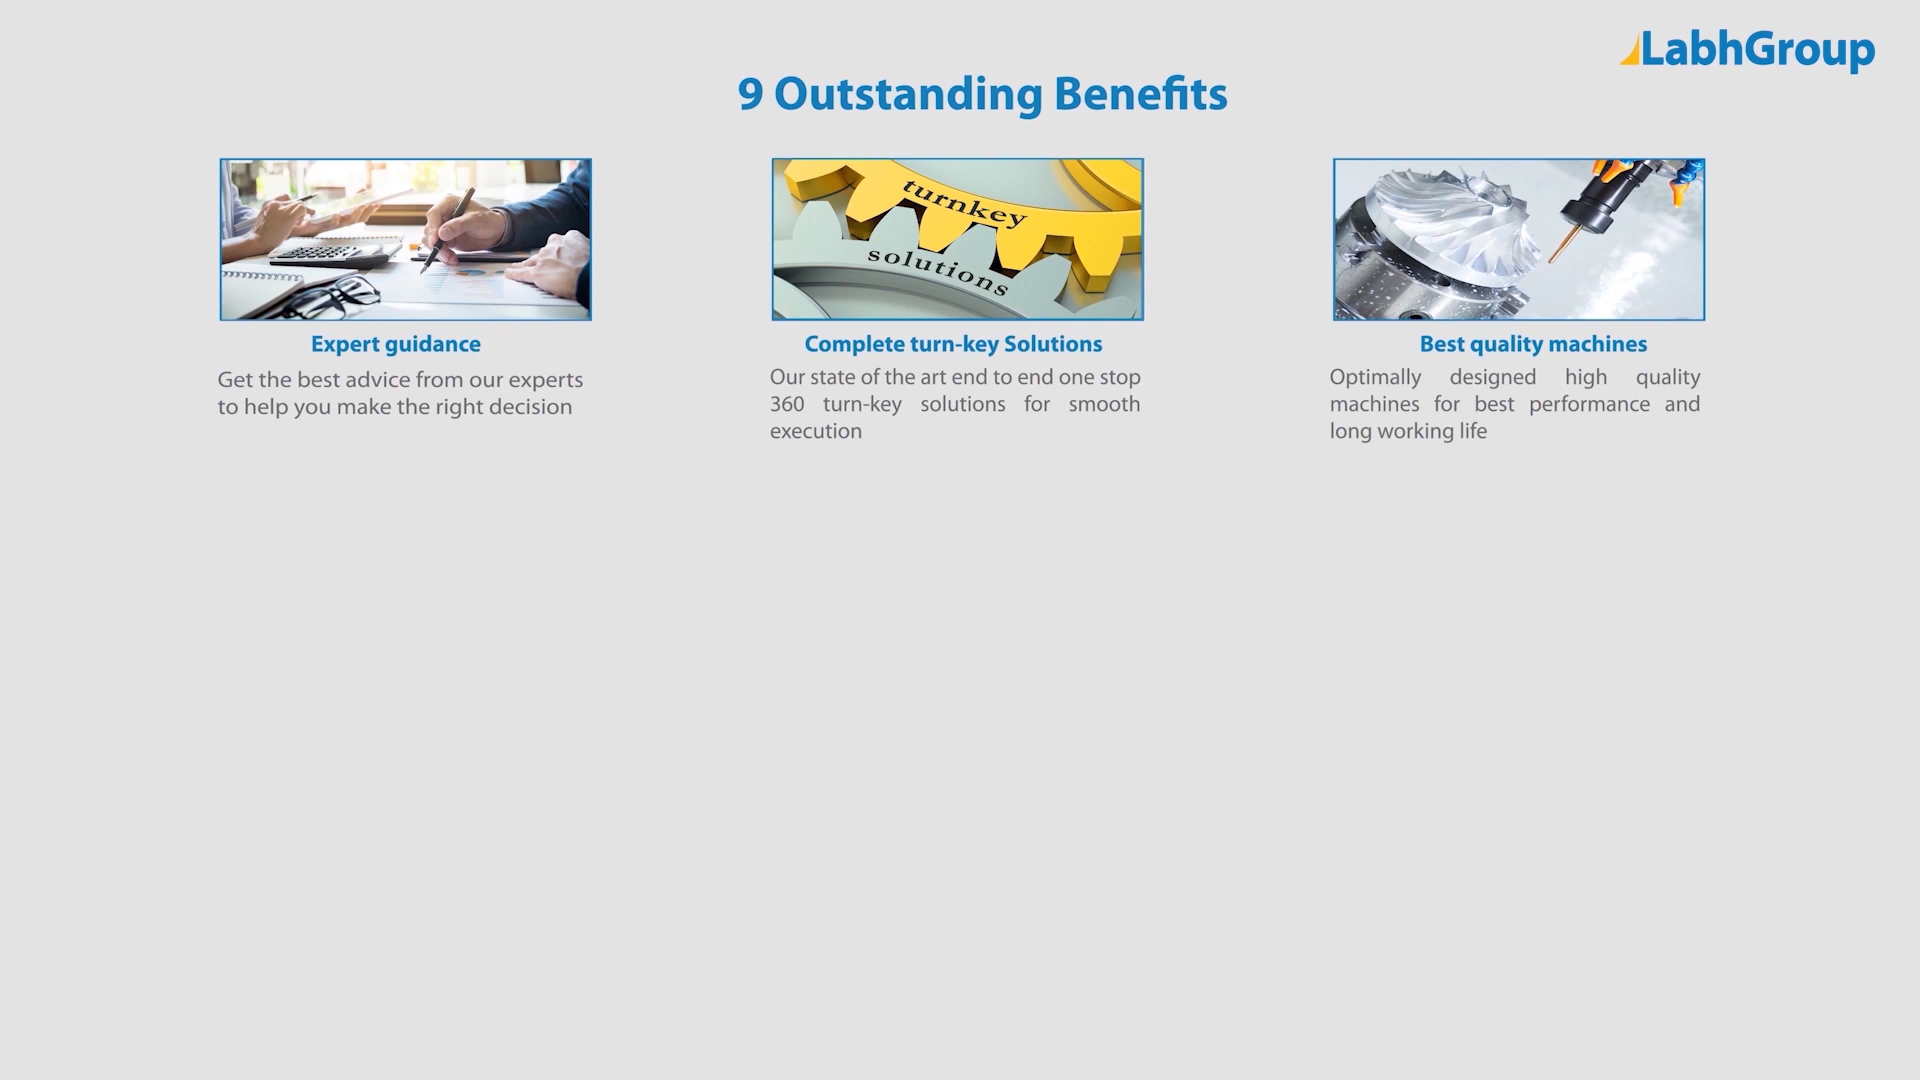 LabhGroup
9 Outstanding Benefits
turnkey
solutions
Expert guidance
Get the best advice from our experts
to help you make the right decision
Complete turn-key Solutions
Our state of the art end to end one stop
360 turn-key solutions for smooth
execution
Best quality machines
Optimally designed high quality
machines for best performance and
long working life